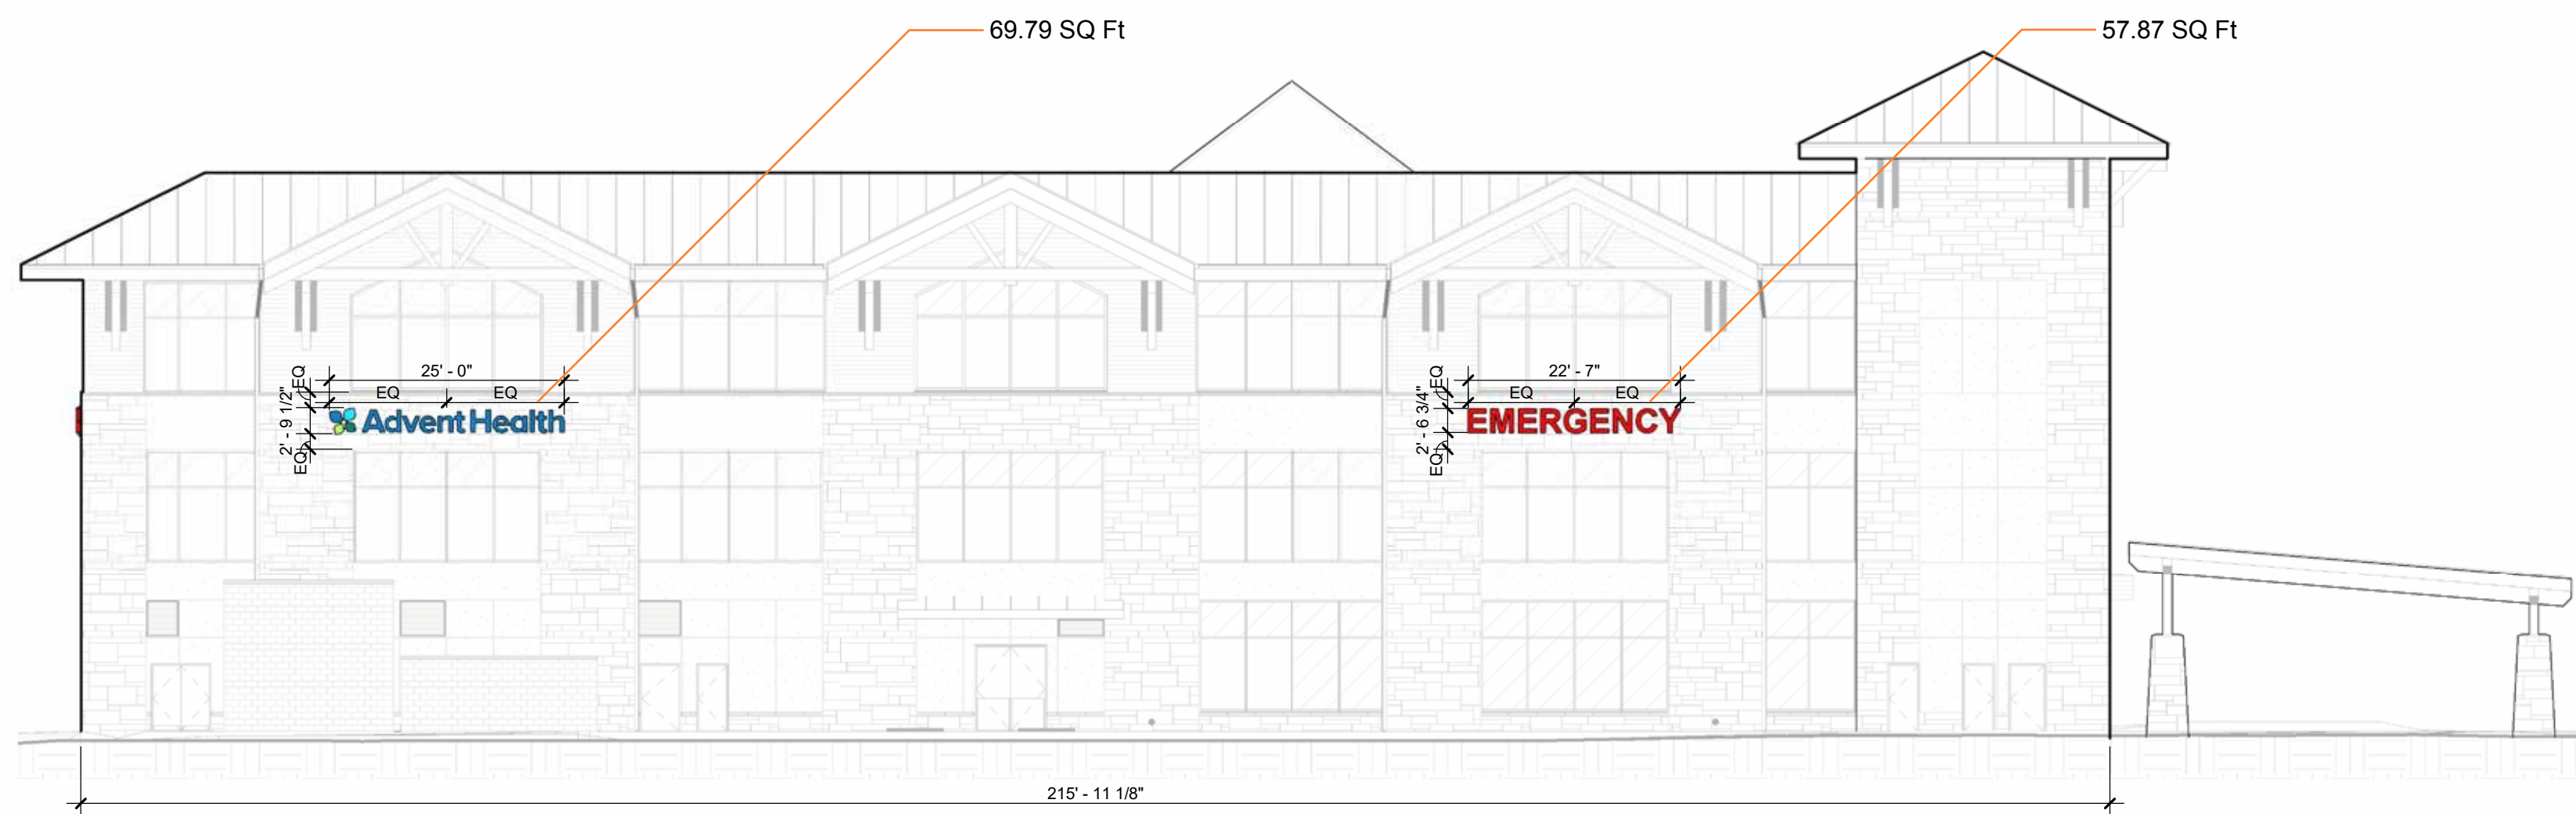 69.79 SQ Ft
57.87 SQ Ft
25' - 0"
EQ EQ
EQ
2' - 9 1/2"
EQ
AdventHealth
22' - 7"
EQ EQ
EQ
2' - 6 3/4"
EQ
EMERGENCY
215' - 11 1/8"